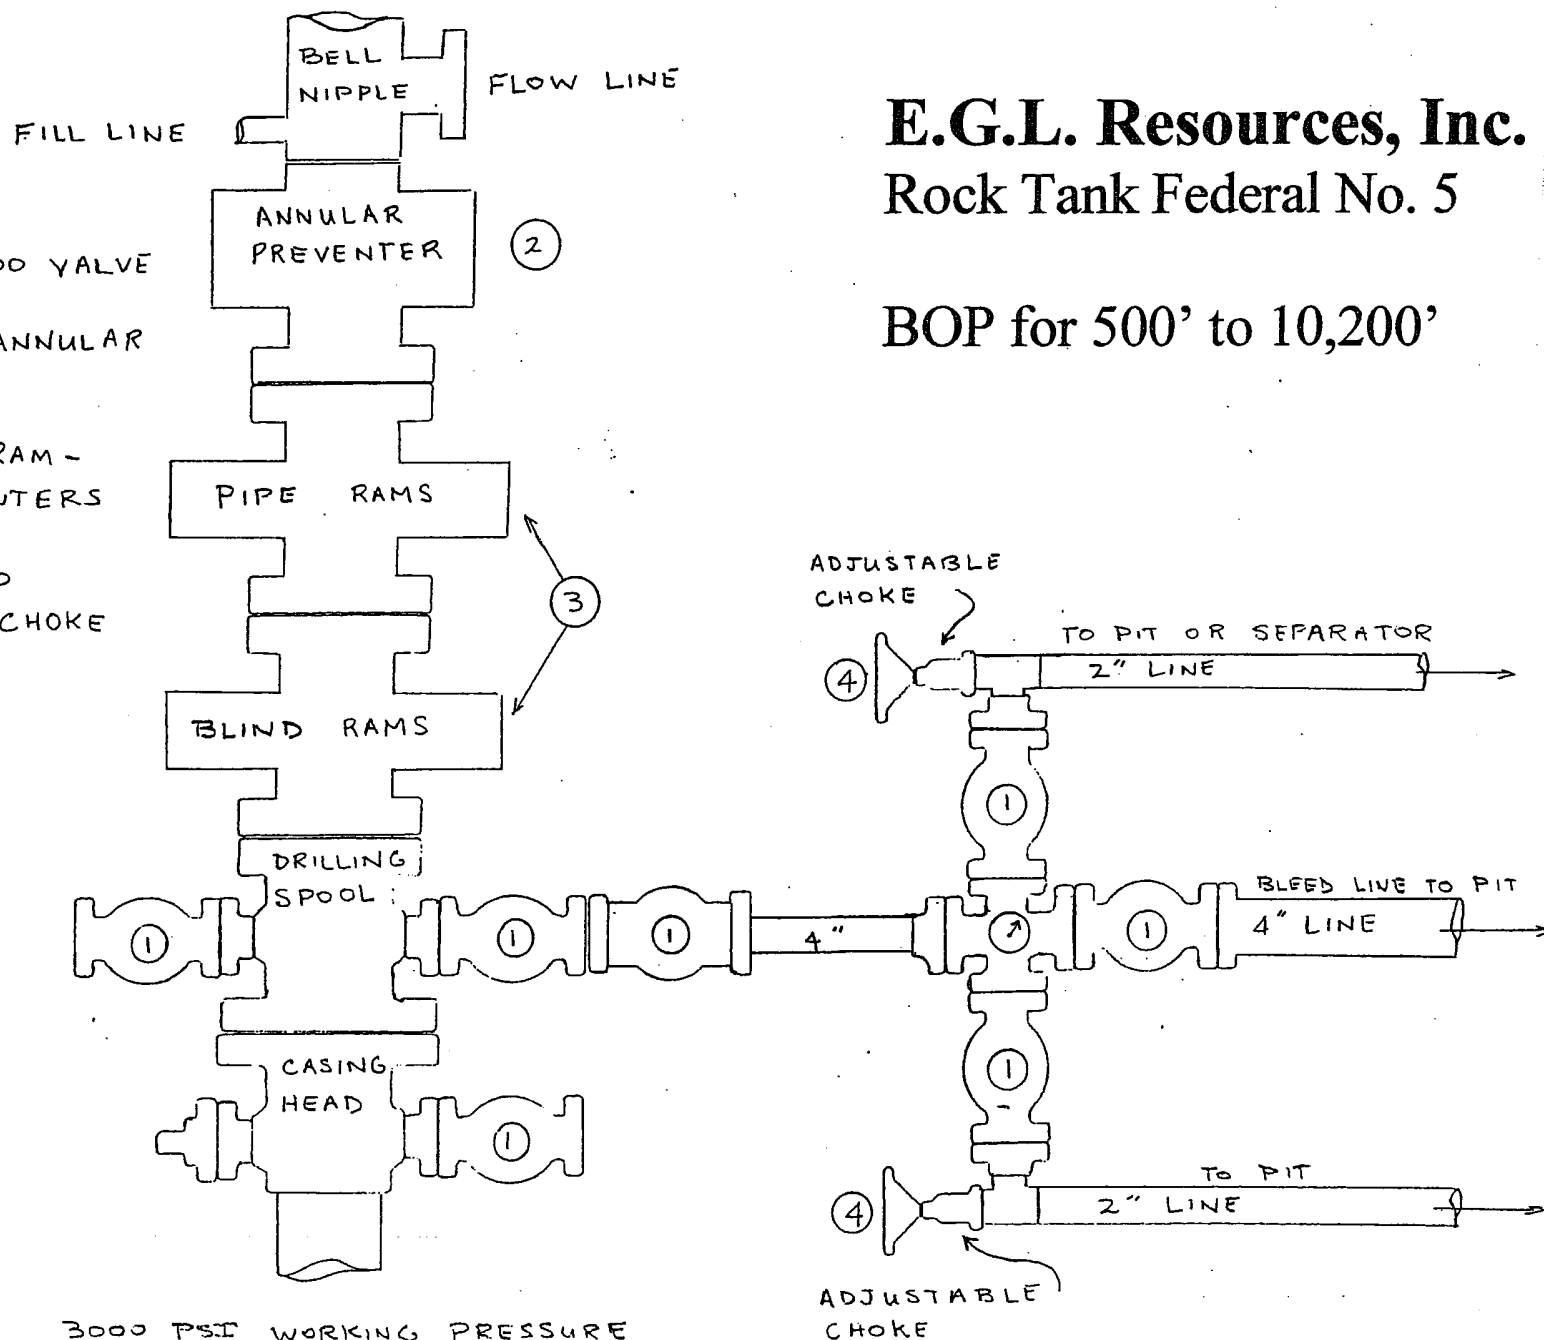 BELL
NIPPLE
FLOW LINE
FILL LINE
E.G.L. Resources, Inc.
Rock Tank Federal No. 5
BOP for 500’ to 10,200’
ANNULAR
PREVENTER
2
00 VALVE
ANNULAR
RAM-
NTERS
CHOKE
PIPE RAMS
3
BLIND RAMS
ADJUSTABLE
CHOKE
4
TO PIT OR SEPARATOR
2" LINE
1
DRILLING
SPOOL
1
1
1
4"
1
BLEED LINE TO PIT
4" LINE
1
CASING
HEAD
1
4
TO PIT
2" LINE
ADJUSTABLE
CHOKE
3000 PSI WORKING PRESSURE